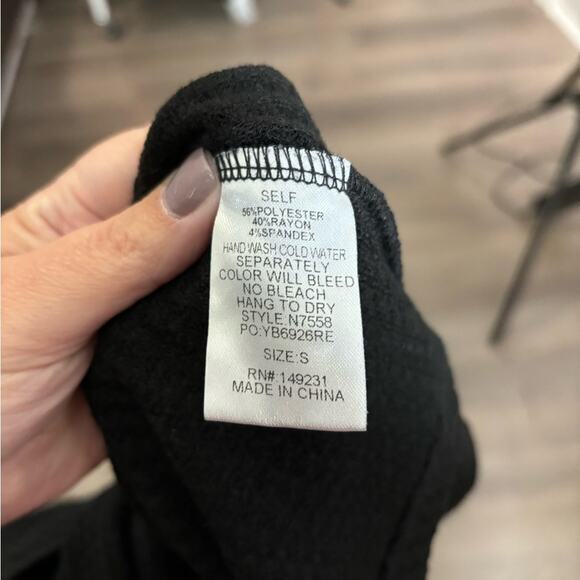 SELF
56%POLYESTER
40%RAYON
4%SPANDEX
HAND WASH COLD WATER
SEPARATELY
COLOR WILL BLEED
NO BLEACH
HANG TO DRY
STYLE:N7558
PO:YB6926RE
SIZE:S
RN#:149231
MADE IN CHINA